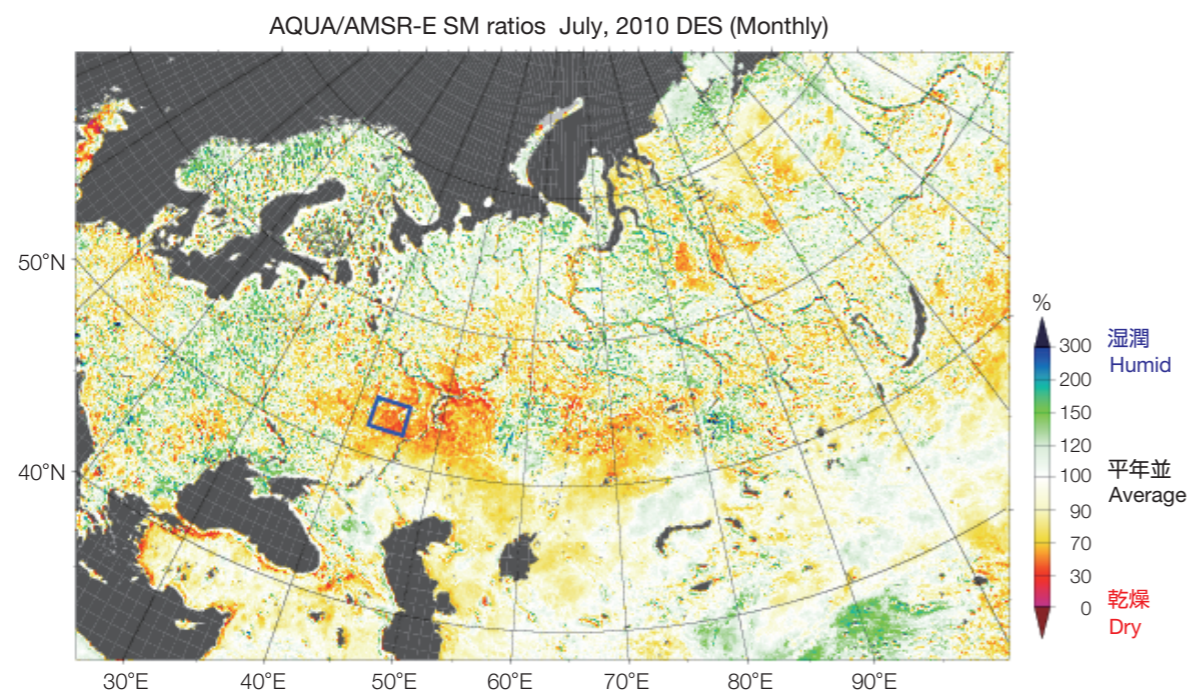 AQUA/AMSR-E SM ratios July, 2010 DES (Monthly)
50°N
40°N
30°E
40°E
50°E
60°E
70°E
80°E
90°E
%
300
200
150
120
100
90
70
30
0
湿潤
Humid
平年並
Average
乾燥
Dry